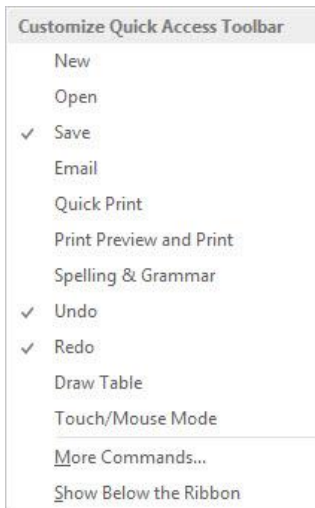 Customize Quick Access Toolbar
New
Open
Save
Email
Quick Print
Print Preview and Print
Spelling & Grammar
Undo
Redo
Draw Table
Touch/Mouse Mode
More Commands...
Show Below the Ribbon